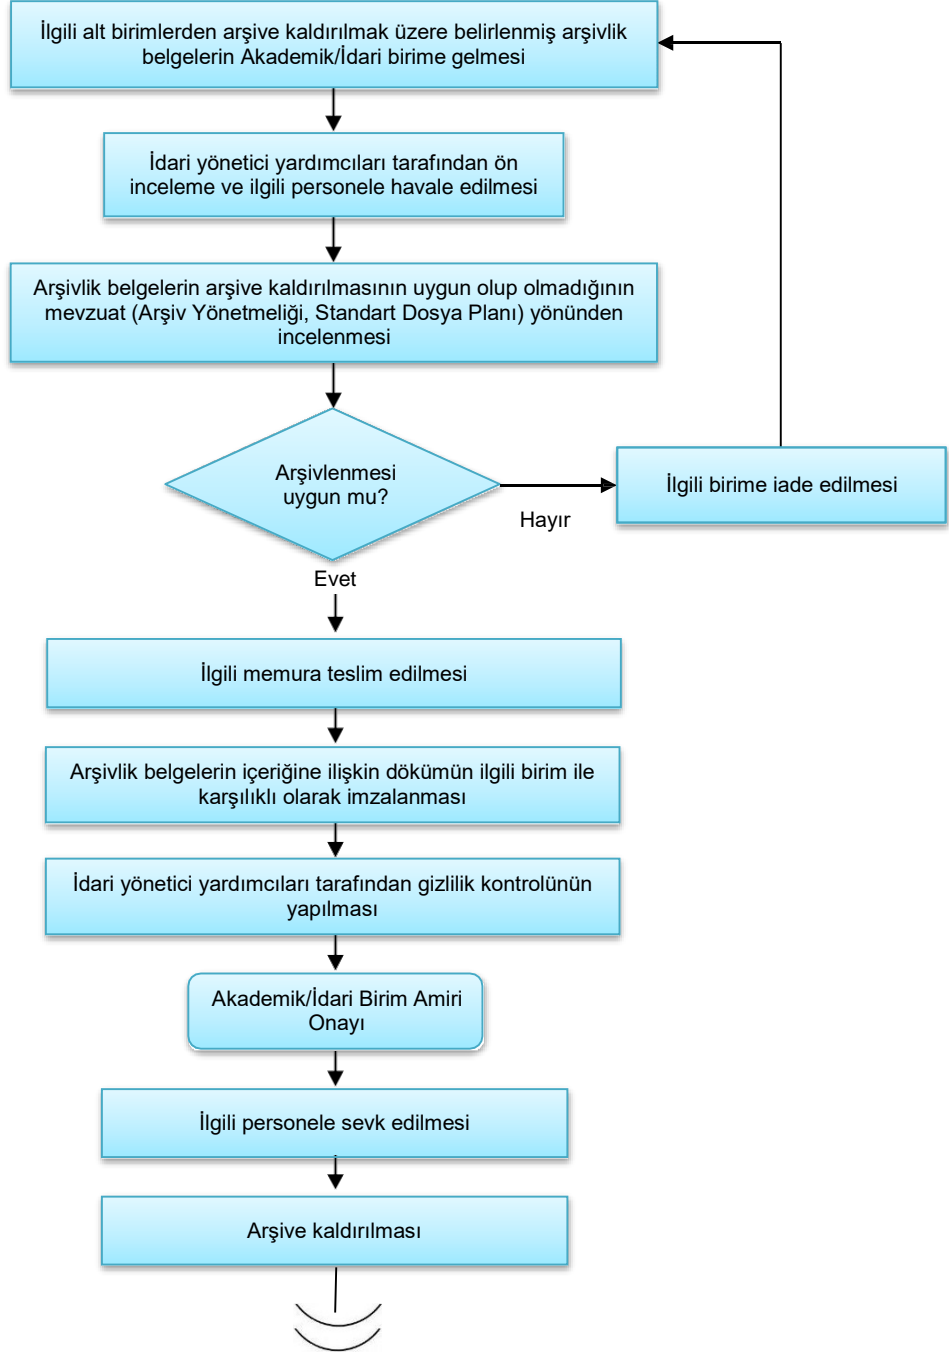 İlgili alt birimlerden arşive kaldırılmak üzere belirlenmiş arşivlik
belgelerin Akademik/İdari birime gelmesi
İdari yönetici yardımcıları tarafından ön
inceleme ve ilgili personele havale edilmesi
Arşivlik belgelerin arşive kaldırılmasının uygun olup olmadığının
mevzuat (Arşiv Yönetmeliği, Standart Dosya Planı) yönünden
incelenmesi
Arşivlenmesi
uygun mu?
Hayır
İlgili birime iade edilmesi
Evet
İlgili memura teslim edilmesi
Arşivlik belgelerin içeriğine ilişkin dökümün ilgili birim ile
karşılıklı olarak imzalanması
İdari yönetici yardımcıları tarafından gizlilik kontrolünün
yapılması
Akademik/İdari Birim Amiri
Onayı
İlgili personele sevk edilmesi
Arşive kaldırılması